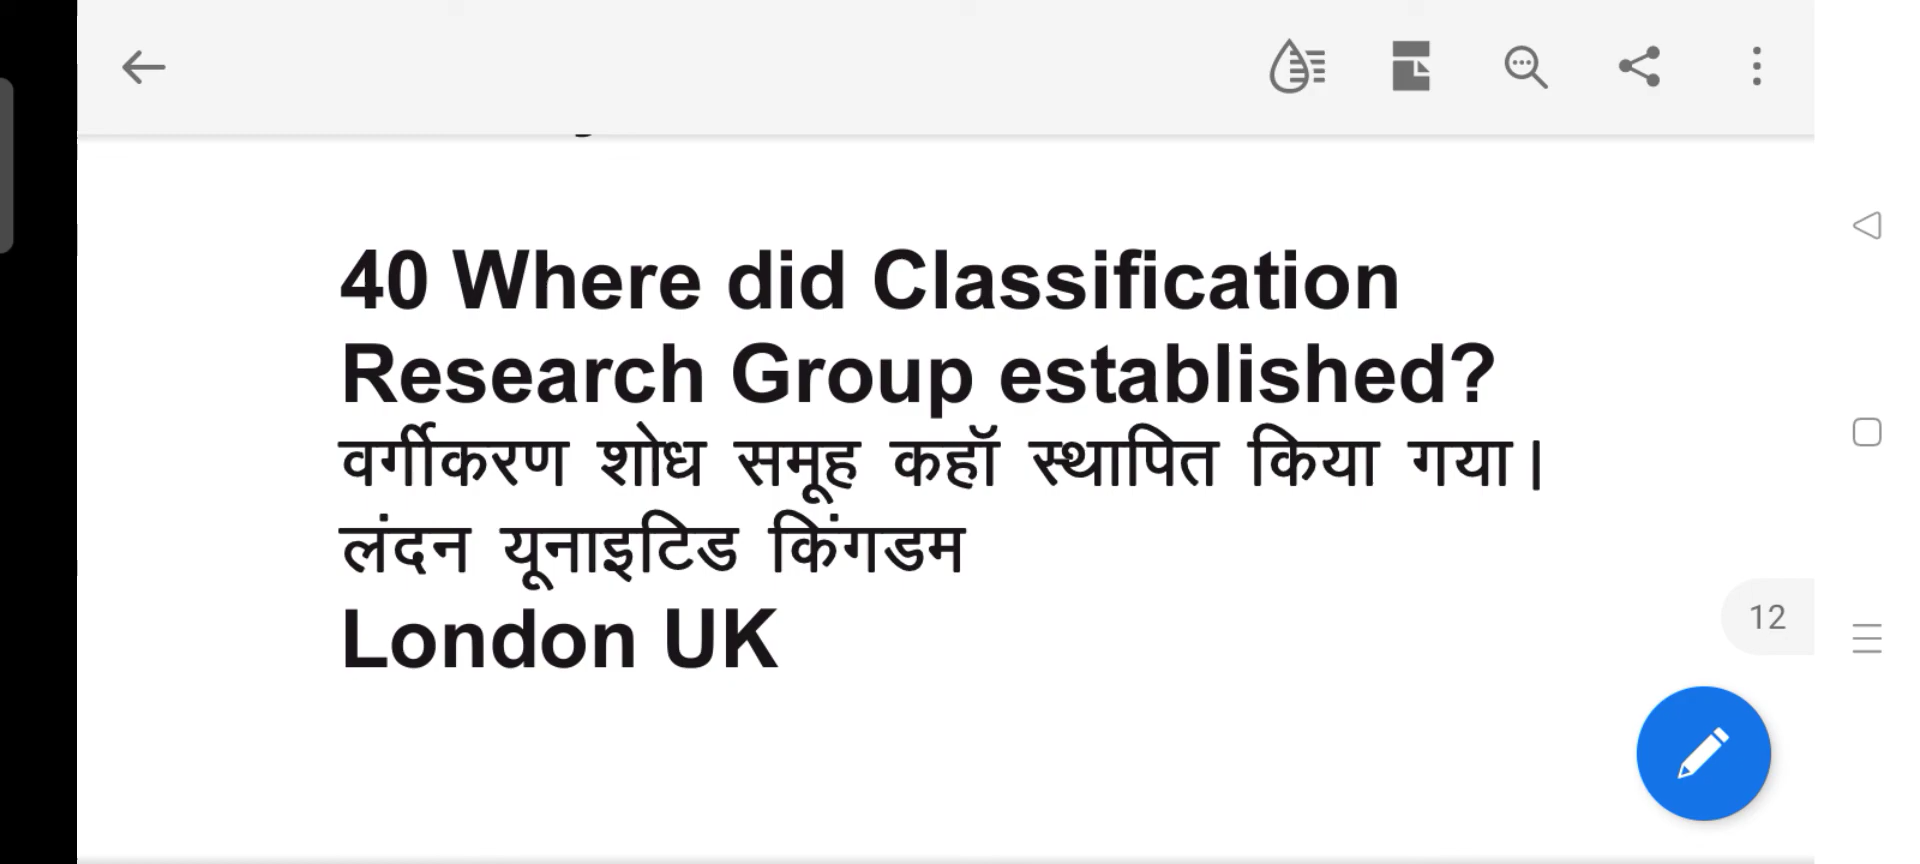 40 Where did Classification
Research Group established?
वर्गीकरण शोध समूह कहॉ स्थापित किया गया।
लंदन यूनाइटिड किंगडम
London UK
12